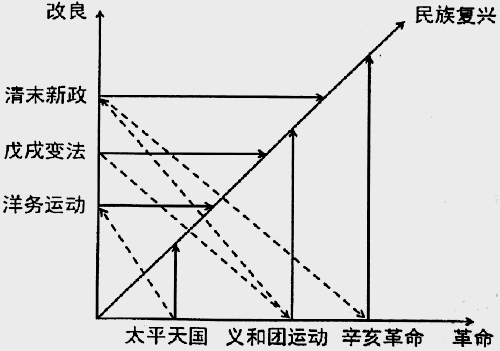 改良
民族复兴
清末新政
戊戌变法
洋务运动
太平天国 义和团运动 辛亥革命 革命